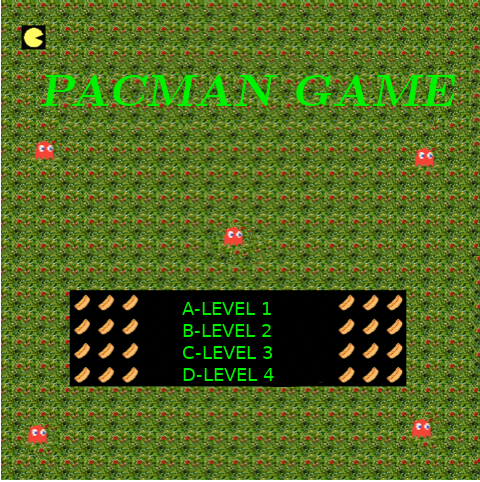 PACMAN GAME
A-LEVEL 1
B-LEVEL 2
C-LEVEL 3
D-LEVEL 4